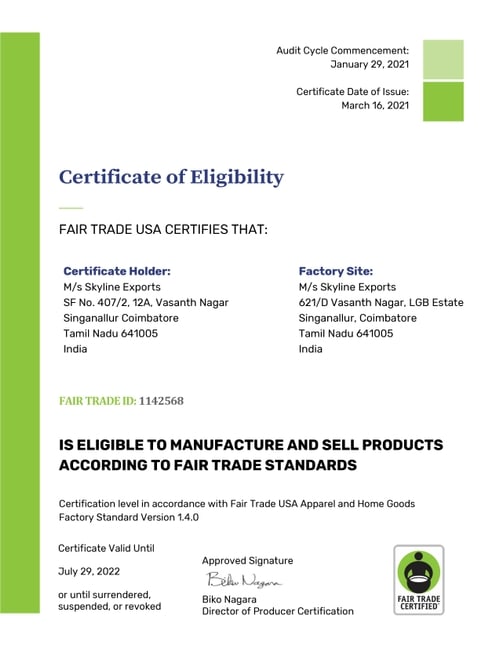 Audit Cycle Commencement:
January 29, 2021
Certificate Date of Issue:
March 16, 2021
Certificate of Eligibility
FAIR TRADE USA CERTIFIES THAT:
Certificate Holder:
M/s Skyline Exports
SF No. 407/2, 12A, Vasanth Nagar
Singanallur Coimbatore
Tamil Nadu 641005
India
Factory Site:
M/s Skyline Exports
621/D Vasanth Nagar, LGB Estate
Singanallur, Coimbatore
Tamil Nadu 641005
India
FAIR TRADE ID: 1142568
IS ELIGIBLE TO MANUFACTURE AND SELL PRODUCTS
ACCORDING TO FAIR TRADE STANDARDS
Certification level in accordance with Fair Trade USA Apparel and Home Goods
Factory Standard Version 1.4.0
Certificate Valid Until
July 29, 2022
or until surrendered,
suspended, or revoked
Approved Signature
Biko Nagara
Biko Nagara
Director of Producer Certification
FAIR TRADE
CERTIFIED